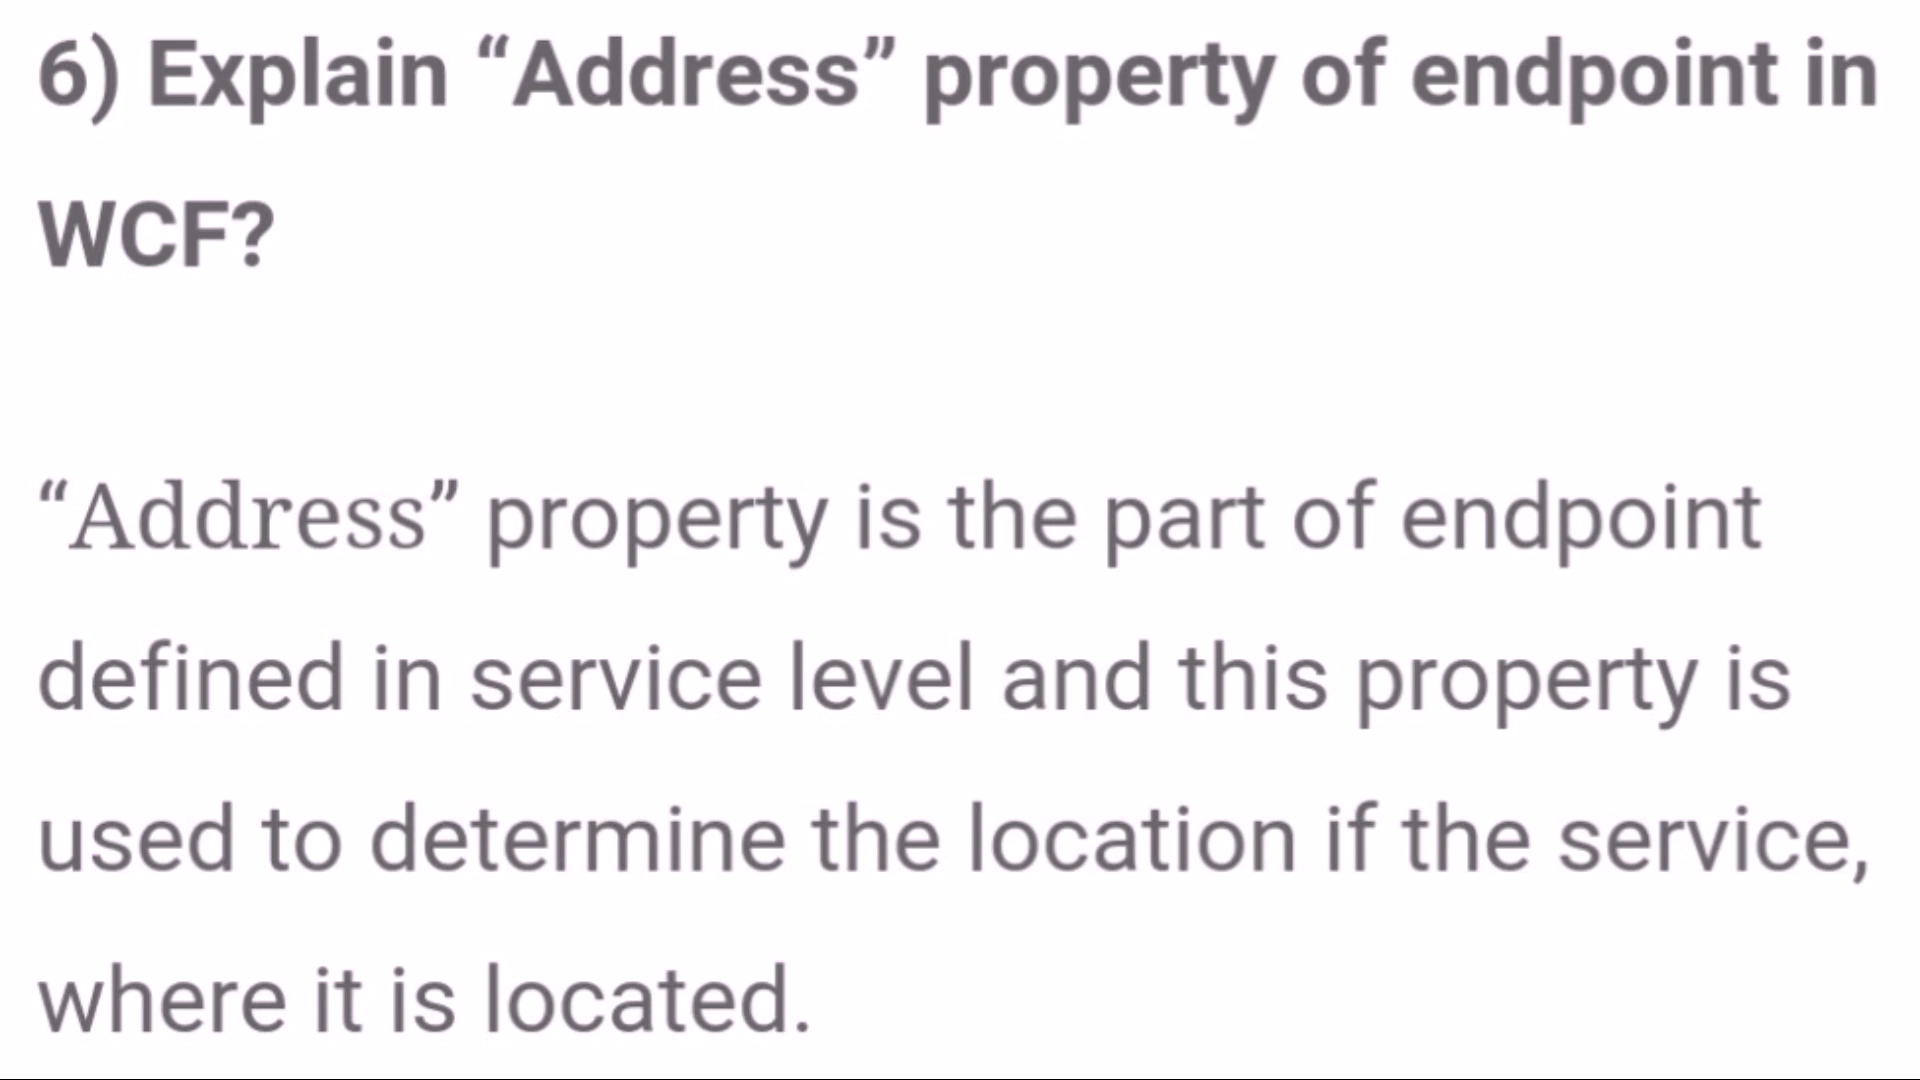 6) Explain “Address” property of endpoint in
WCF?
“Address” property is the part of endpoint
defined in service level and this property is
used to determine the location if the service,
where it is located.